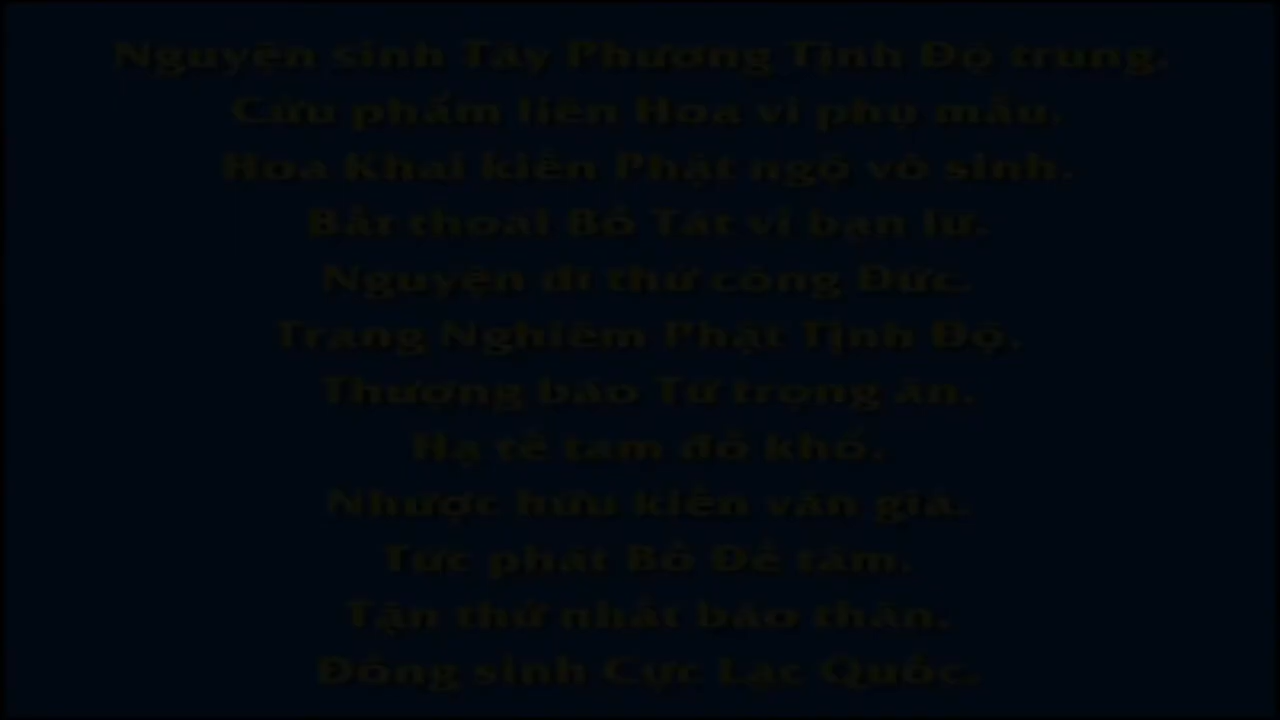 Nguyện sinh Tây Phương Tịnh Độ trung.
Cửu phẩm liên Hoa vi phụ mẫu.
Hoa Khai kiến Phật ngộ vô sinh.
Bất thoái Bồ Tát vi bạn lư.
Nguyện dĩ thử công Đức.
Trang Nghiêm Phật Tịnh Độ.
Thượng báo Tứ trọng ân.
Hạ tế tam đồ khổ.
Nhược hữu kiến văn giả.
Tức phát Bồ Đề tâm.
Tận thử nhất báo thân.
Đồng sinh Cực Lạc Quốc.